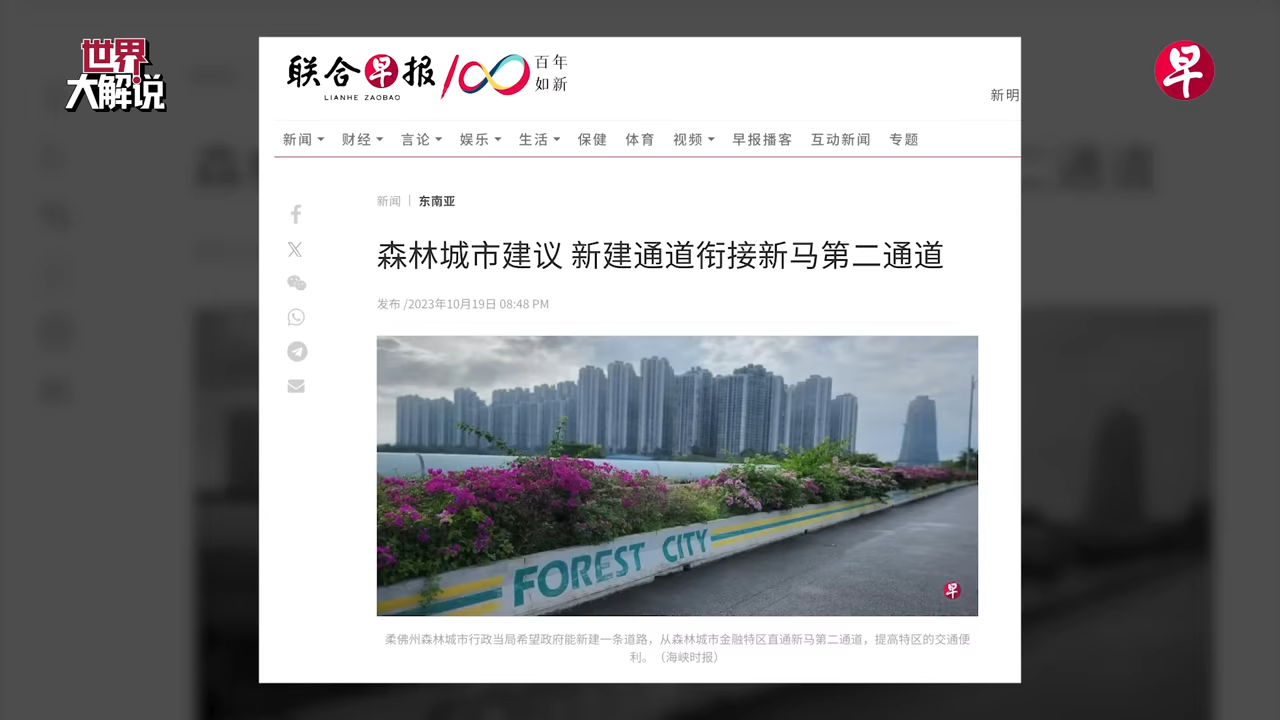 世界
大解说
联合早报 100 百年
如新
LIANHE ZAOBAO
早
新明
新闻 财经 言论 娱乐 生活 保健 体育 视频 早报播客 互动新闻 专题
新闻 | 东南亚
森林城市建议 新建通道衔接新马第二通道
发布 /2023年10月19日 08:48 PM
FOREST CITY
早
柔佛州森林城市行政当局希望政府能新建一条道路，从森林城市金融特区直通新马第二通道，提高特区的交通便
利。（海峡时报）